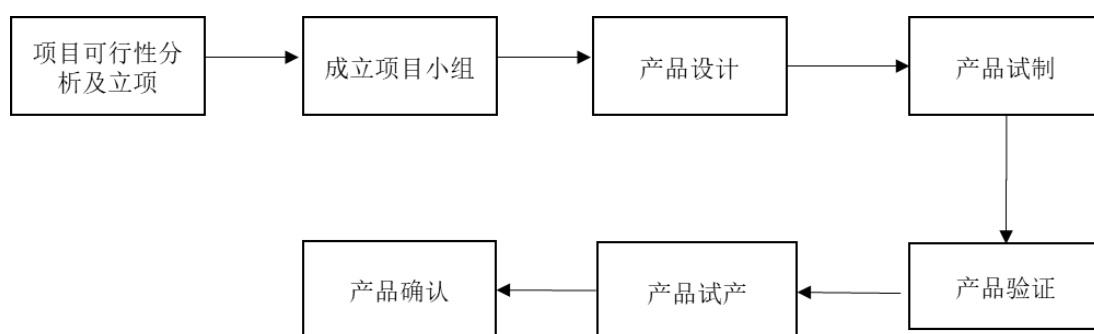 项目可行性分
析及立项
成立项目小组
产品设计
产品试制
产品验证
产品试产
产品确认